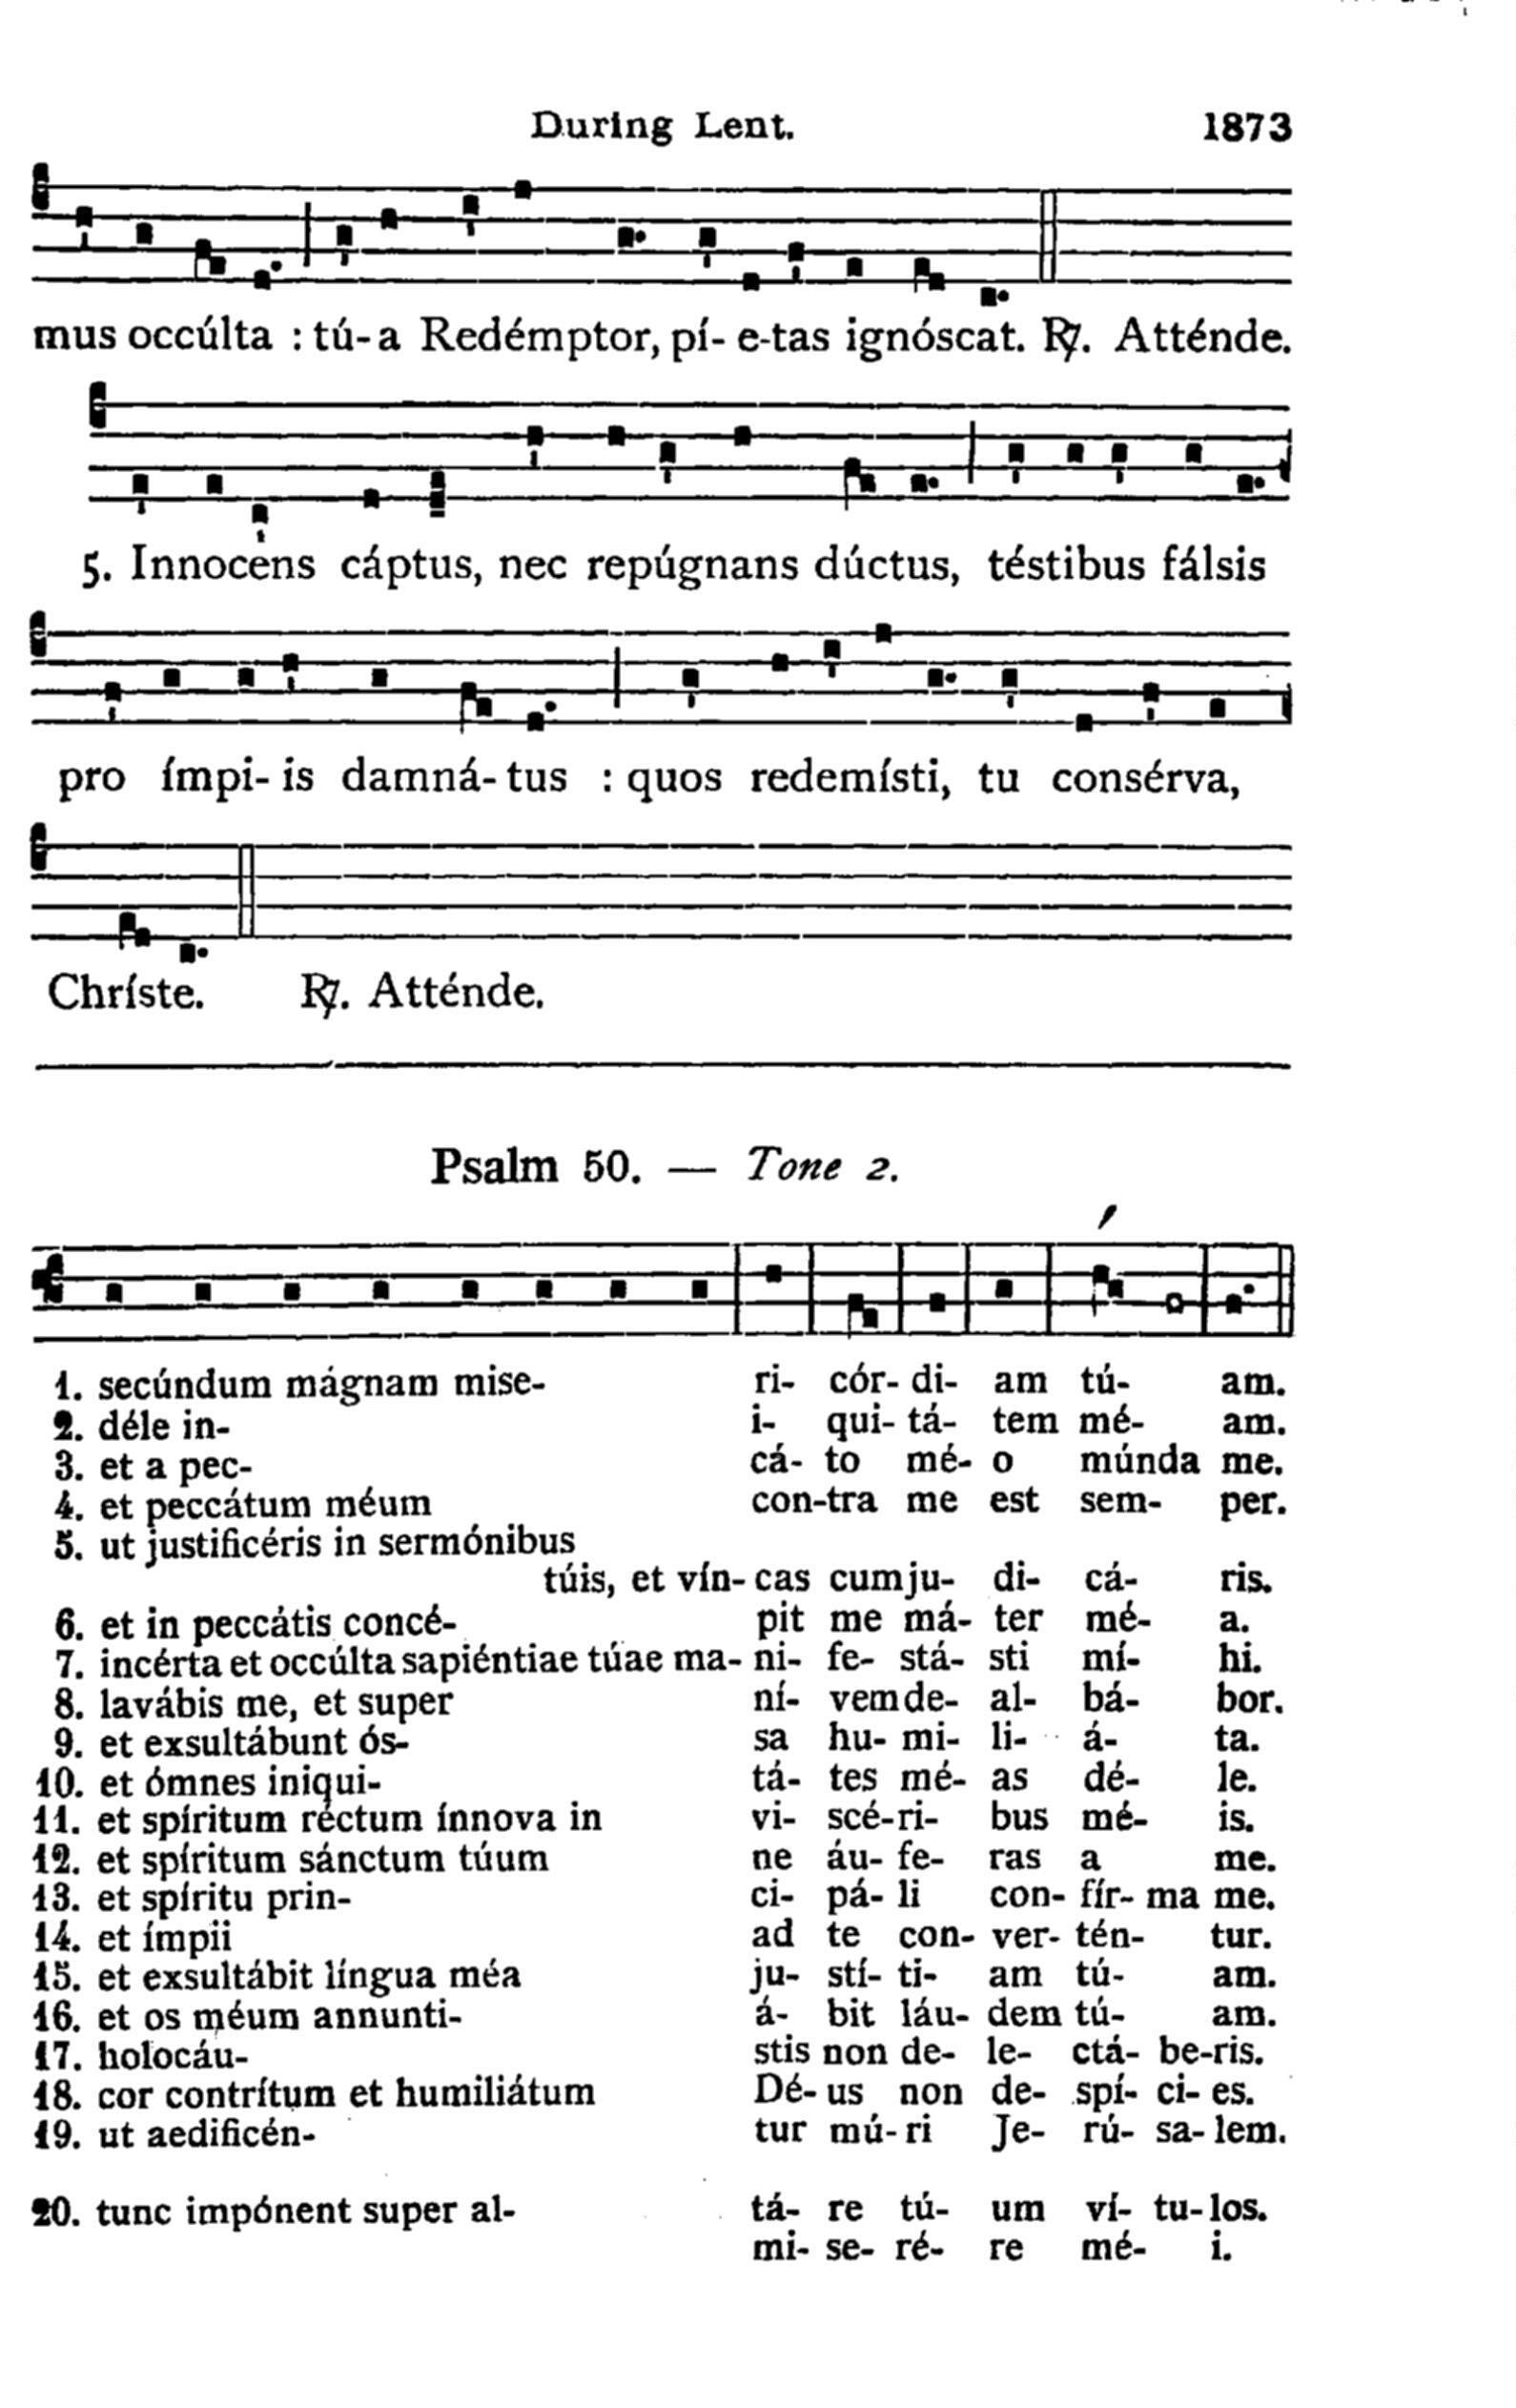 During Lent. 1873
mus occúlta : tú- a Redémptor, pí- e-tas ignóscat. ℟. Atténde.
5. Innocens cáptus, nec repúgnans dúctus, téstibus fálsis
pro ímpi- is damná- tus : quos redemísti, tu consérva,
Chríste. ℟. Atténde.
Psalm 50. — Tone 2.
1. secúndum mágnam mise- ri- cór- di- am tú- am.
2. déle in- i- qui- tá- tem mé- am.
3. et a pec- cá- to mé- o múnda me.
4. et peccátum méum con-tra me est sem- per.
5. ut justificéris in sermónibus
túis, et vín- cas cum ju- di- cá- ris.
6. et in peccátis concé- pit me má- ter mé- a.
7. incérta et occúlta sapiéntiae túae ma- ni- fe- stá- sti mí- hi.
8. lavábis me, et super ní- vem de- al- bá- bor.
9. et exsultábunt ós- sa hu- mi- li- á- ta.
10. et ómnes iniqui- tá- tes mé- as dé- le.
11. et spíritum réctum ínnova in vi- scé- ri- bus mé- is.
12. et spíritum sánctum túum ne áu- fe- ras a me.
13. et spíritu prin- ci- pá- li con- fír- ma me.
14. et ímpii ad te con- ver- tén- tur.
15. et exsultábit língua méa ju- stí- ti- am tú- am.
16. et os méum annunti- á- bit láu- dem tú- am.
17. holocáu- stis non de- le- ctá- be-ris.
18. cor contrítum et humiliátum Dé- us non de- spí- ci- es.
19. ut aedificén- tur mú- ri Je- rú- sa- lem.
20. tunc impónent super al- tá- re tú- um ví- tu- los.
mi- se- ré- re mé- i.